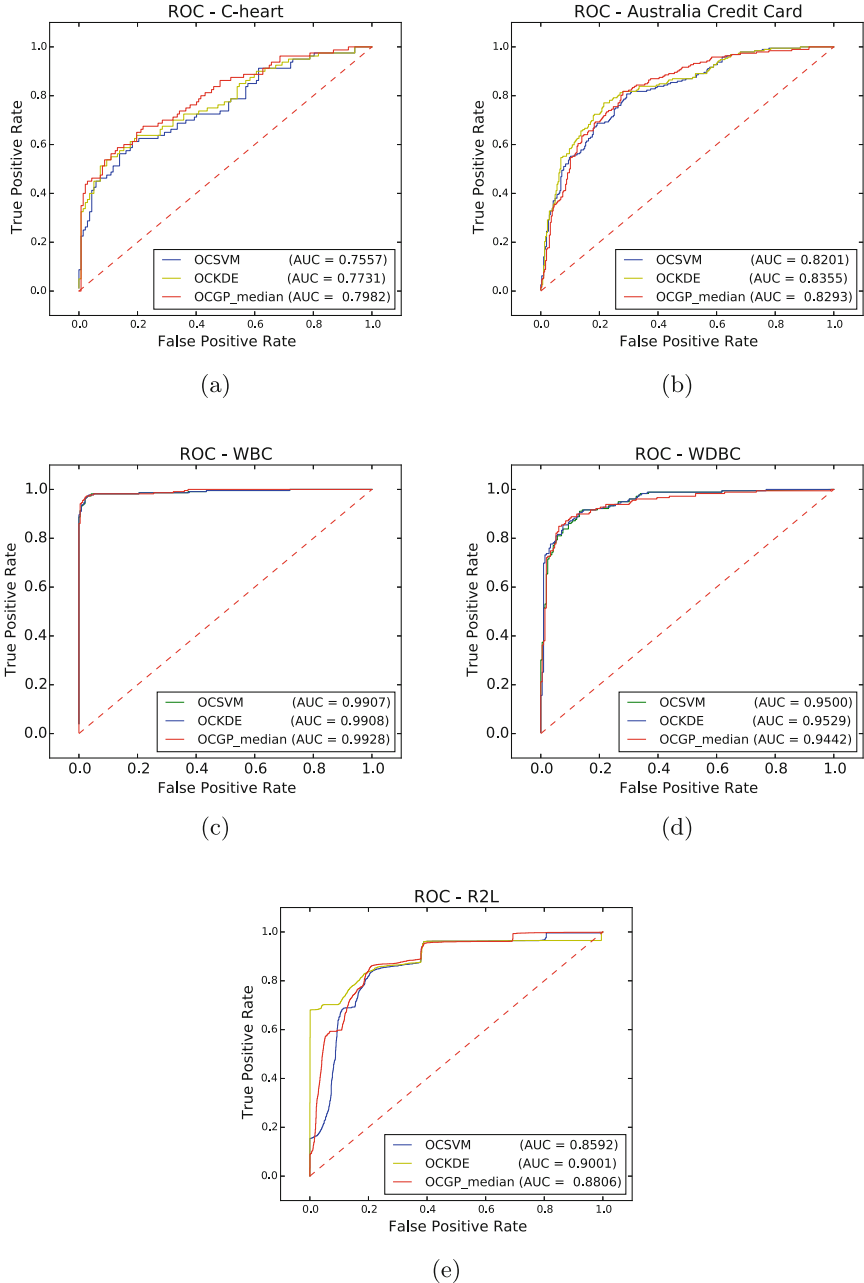 ROC - C-heart
1.0
0.8
0.6
0.4
0.2
0.0
True Positive Rate
OCSVM (AUC = 0.7557)
OCKDE (AUC = 0.7731)
OCGP_median (AUC = 0.7982)
0.0 0.2 0.4 0.6 0.8 1.0
False Positive Rate
(a)
ROC - Australia Credit Card
1.0
0.8
0.6
0.4
0.2
0.0
True Positive Rate
OCSVM (AUC = 0.8201)
OCKDE (AUC = 0.8355)
OCGP_median (AUC = 0.8293)
0.0 0.2 0.4 0.6 0.8 1.0
False Positive Rate
(b)
ROC - WBC
1.0
0.8
0.6
0.4
0.2
0.0
True Positive Rate
OCSVM (AUC = 0.9907)
OCKDE (AUC = 0.9908)
OCGP_median (AUC = 0.9928)
0.0 0.2 0.4 0.6 0.8 1.0
False Positive Rate
(c)
ROC - WDBC
1.0
0.8
0.6
0.4
0.2
0.0
True Positive Rate
OCSVM (AUC = 0.9500)
OCKDE (AUC = 0.9529)
OCGP_median (AUC = 0.9442)
0.0 0.2 0.4 0.6 0.8 1.0
False Positive Rate
(d)
ROC - R2L
1.0
0.8
0.6
0.4
0.2
0.0
True Positive Rate
OCSVM (AUC = 0.8592)
OCKDE (AUC = 0.9001)
OCGP_median (AUC = 0.8806)
0.0 0.2 0.4 0.6 0.8 1.0
False Positive Rate
(e)